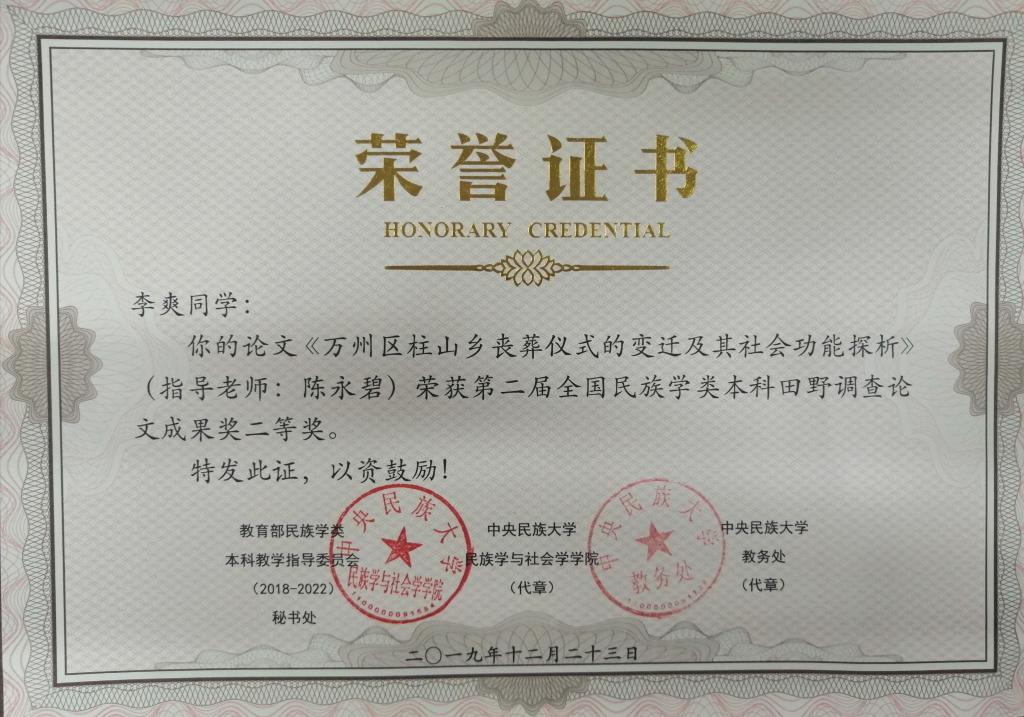 荣誉证书
HONORARY CREDENTIAL
李爽同学：
你的论文《万州区柱山乡丧葬仪式的变迁及其社会功能探析》
（指导老师：陈永碧）荣获第二届全国民族学类本科田野调查论
文成果奖二等奖。
特发此证，以资鼓励！
教育部民族学类
本科教学指导委员会
（2018-2022）
秘书处
中央民族大学
民族学与社会学学院
中央民族大学
民族学与社会学学院
（代章）
中央民族大学
教务处
中央民族大学
教务处
（代章）
二〇一九年十二月二十三日